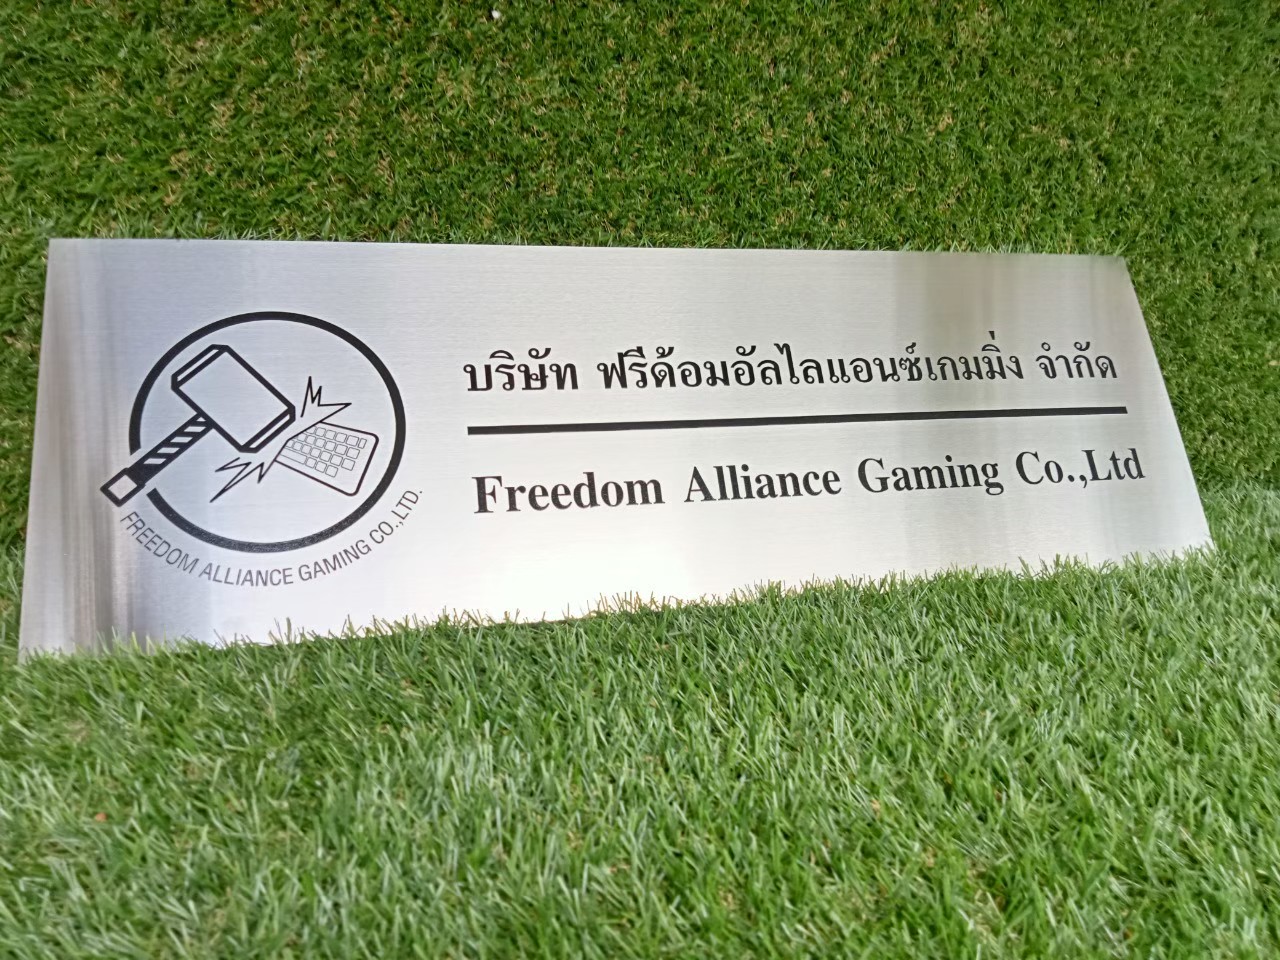 FREEDOM ALLIANCE GAMING CO.,LTD.
บริษัท ฟรีด้อมอัลไลแอนซ์เกมมิ่ง จำกัด
Freedom Alliance Gaming Co.,Ltd